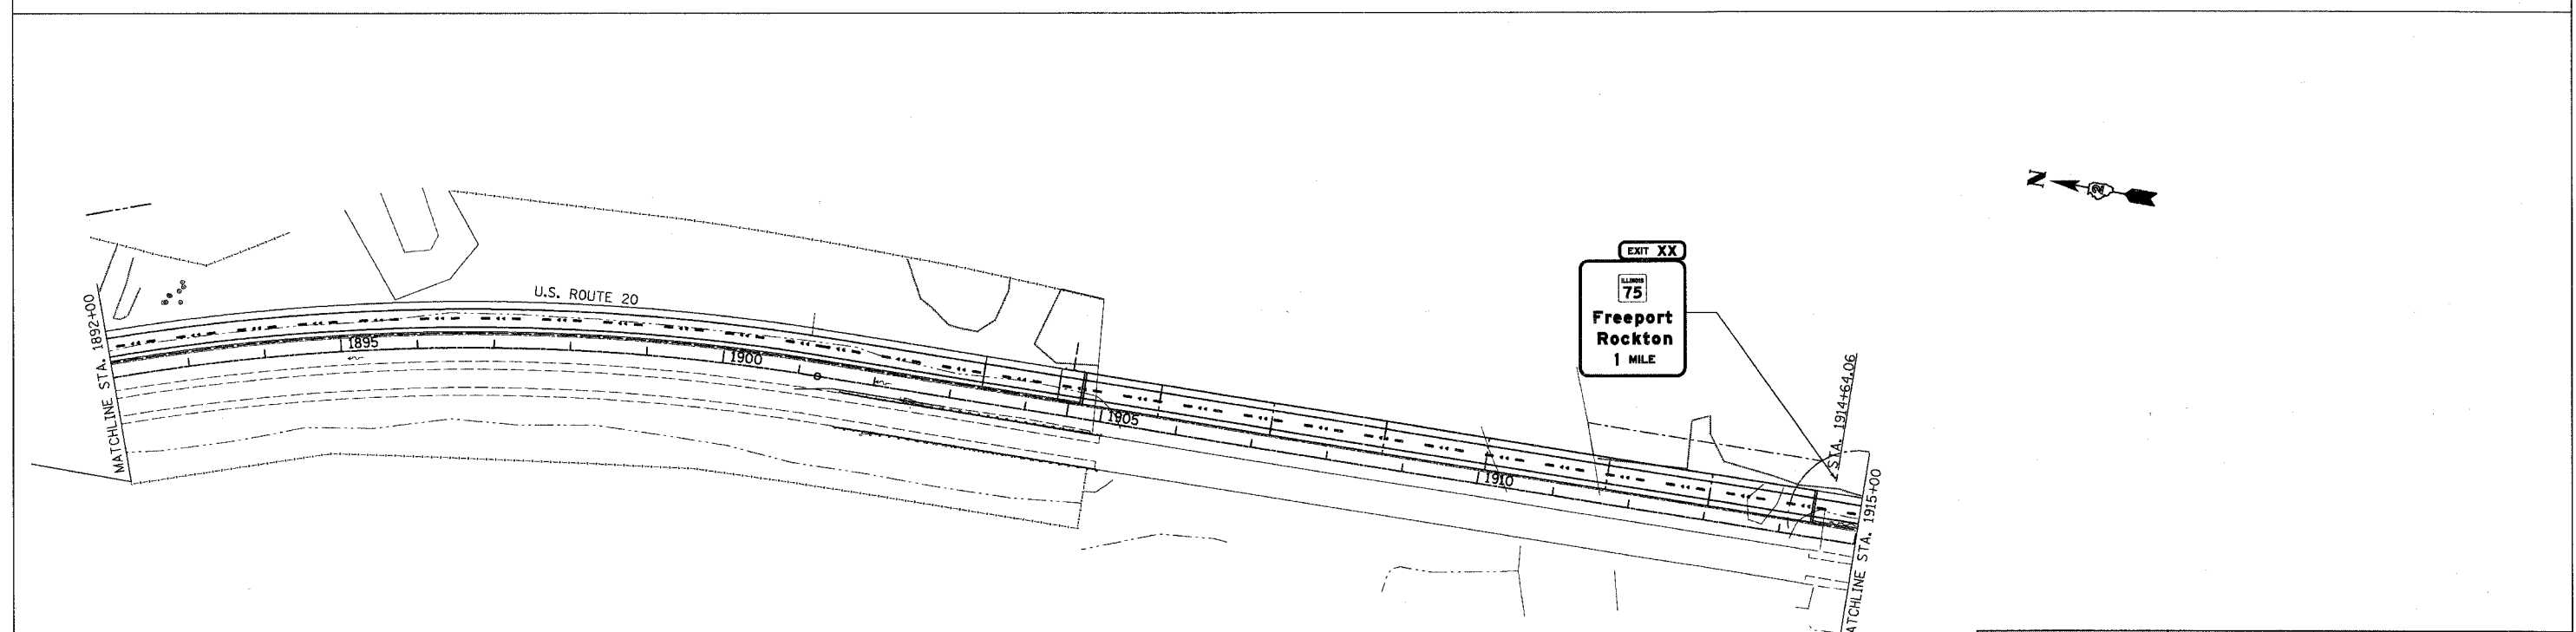 N
EXIT XX
ILLINOIS
75
Freeport
Rockton
1 MILE
U.S. ROUTE 20
MATCHLINE STA. 1892+00
1895
1900
1905
1910
STA. 1914+64.06
MATCHLINE STA. 1915+00